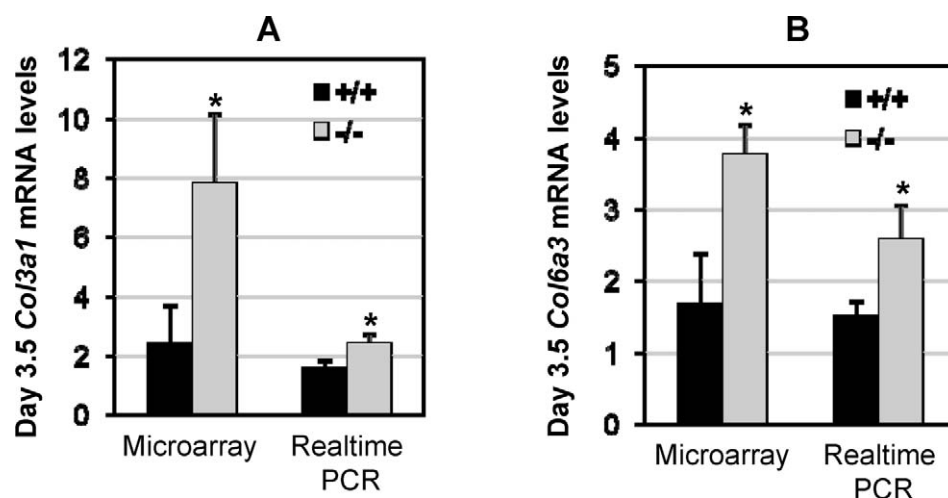 A
Day 3.5 Col3a1 mRNA levels
12
10
8
6
4
2
0
+/+
-/-
*
*
Microarray
Realtime
PCR
B
Day 3.5 Col6a3 mRNA levels
5
4
3
2
1
0
+/+
-/-
*
*
Microarray
Realtime
PCR